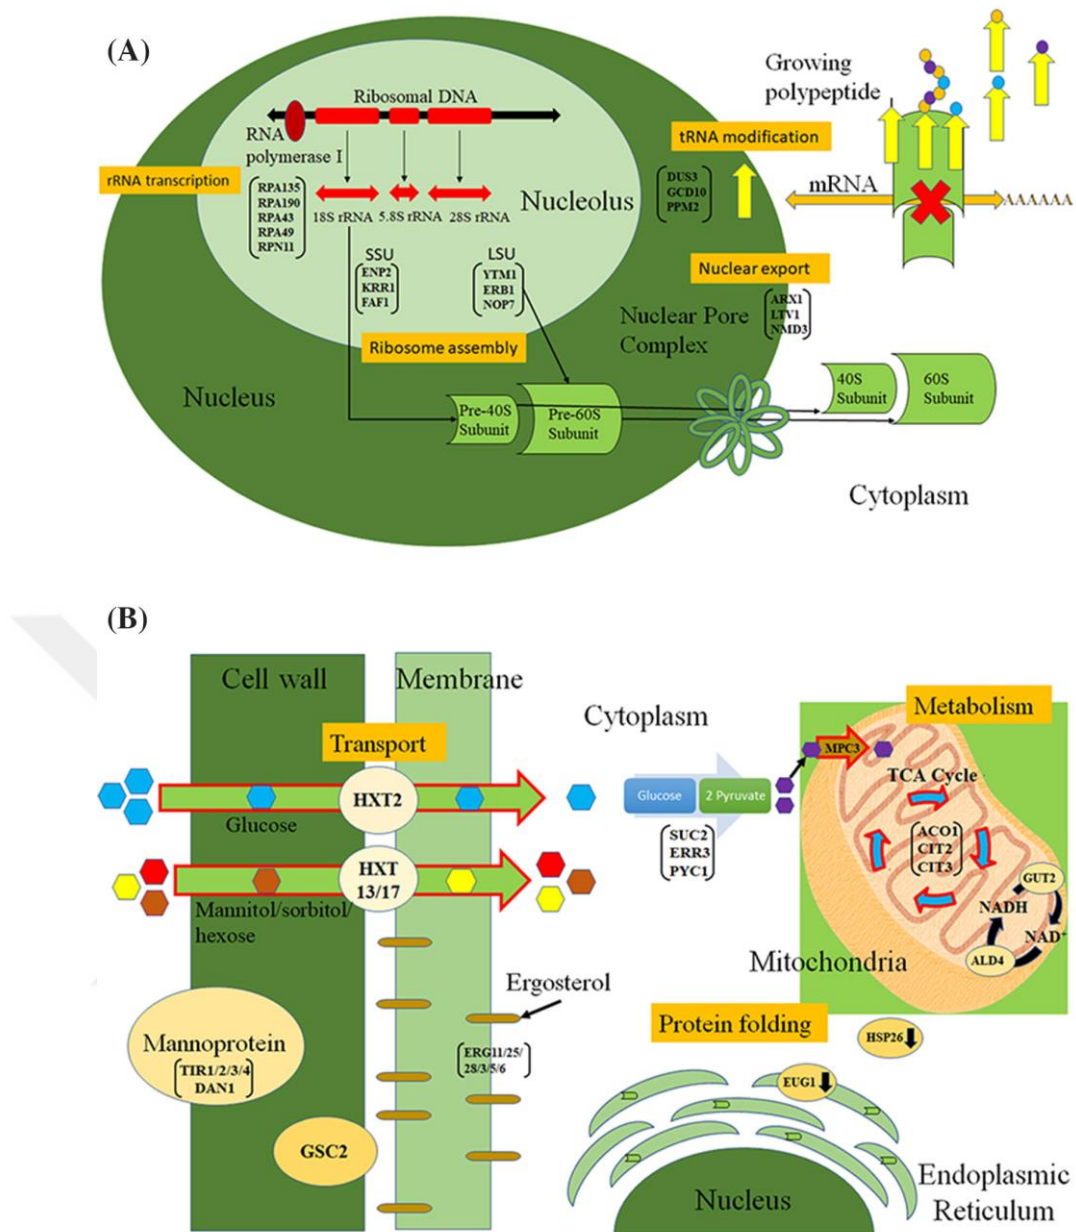 (A)
Ribosomal DNA
RNA
polymerase I
rRNA transcription
RPA135
RPA190
RPA43
RPA49
RPN11
18S rRNA
5.8S rRNA
28S rRNA
Nucleolus
SSU
ENP2
KRR1
FAF1
LSU
YTM1
ERB1
NOP7
Ribosome assembly
Nucleus
Pre-40S
Subunit
Pre-60S
Subunit
Growing
polypeptide
tRNA modification
DUS3
GCD10
PPM2
mRNA
AAAAAA
Nuclear export
ARX1
LTV1
NMD3
Nuclear Pore
Complex
40S
Subunit
60S
Subunit
Cytoplasm
(B)
Cell wall
Membrane
Transport
HXT2
Glucose
HXT
13/17
Mannitol/sorbitol/
hexose
Ergosterol
Mannoprotein
TIR1/2/3/4
DAN1
ERG11/25/
28/3/5/6
GSC2
Cytoplasm
Glucose
2 Pyruvate
SUC2
ERR3
PYC1
Metabolism
MPC3
TCA Cycle
ACO1
CIT2
CIT3
GUT2
NADH
NAD+
ALD4
Mitochondria
Protein folding
HSP26
EUG1
Nucleus
Endoplasmic
Reticulum